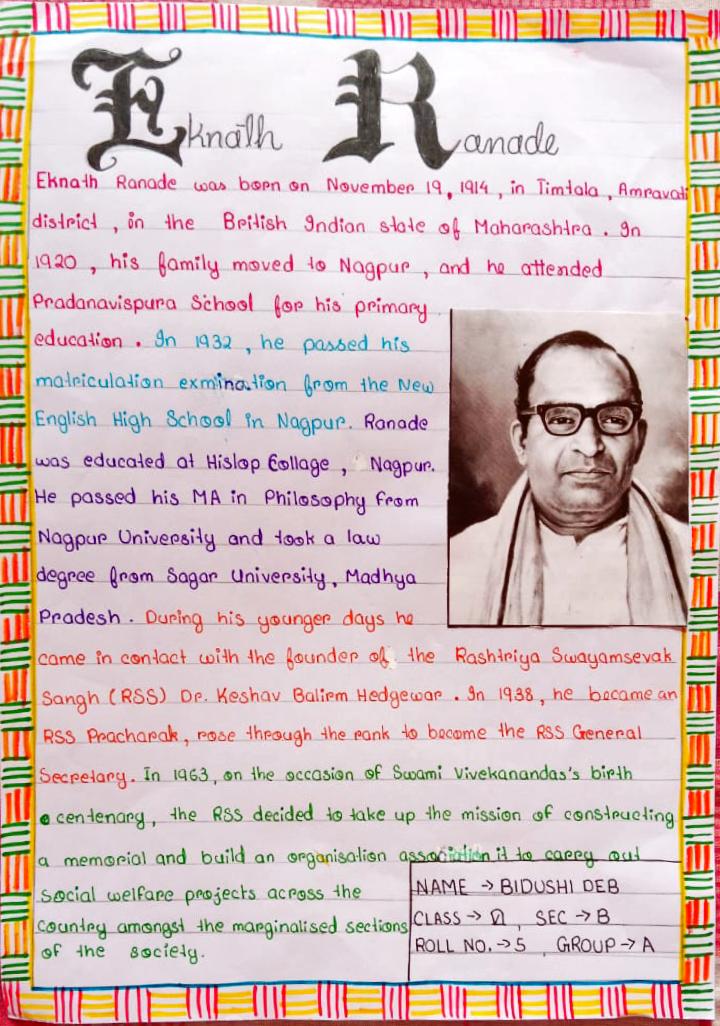 Eknath Ranade
Eknath Ranade was born on November 19, 1914, in Timtala, Amravati
district, in the British Indian state of Maharashtra. In
1920, his family moved to Nagpur, and he attended
Pradanavispura School for his primary
education. In 1932, he passed his
matriculation exmination from the New
English High School in Nagpur. Ranade
was educated at Hislop Collage, Nagpur.
He passed his MA in Philosophy from
Nagpur University and took a law
degree from Sagar University, Madhya
Pradesh. During his younger days he
came in contact with the founder of the Rashtriya Swayamsevak
Sangh (RSS) Dr. Keshav Baliram Hedgewar. In 1938, he became an
RSS Pracharak, rose through the rank to become the RSS General
Secretary. In 1963, on the occasion of Swami Vivekanandas's birth
centenary, the RSS decided to take up the mission of constructing
a memorial and build an organisation association it to carry out
social welfare projects across the
country amongst the marginalised sections
of the society.
NAME → BIDUSHI DEB
CLASS → SEC → B
ROLL NO. → 5, GROUP → A